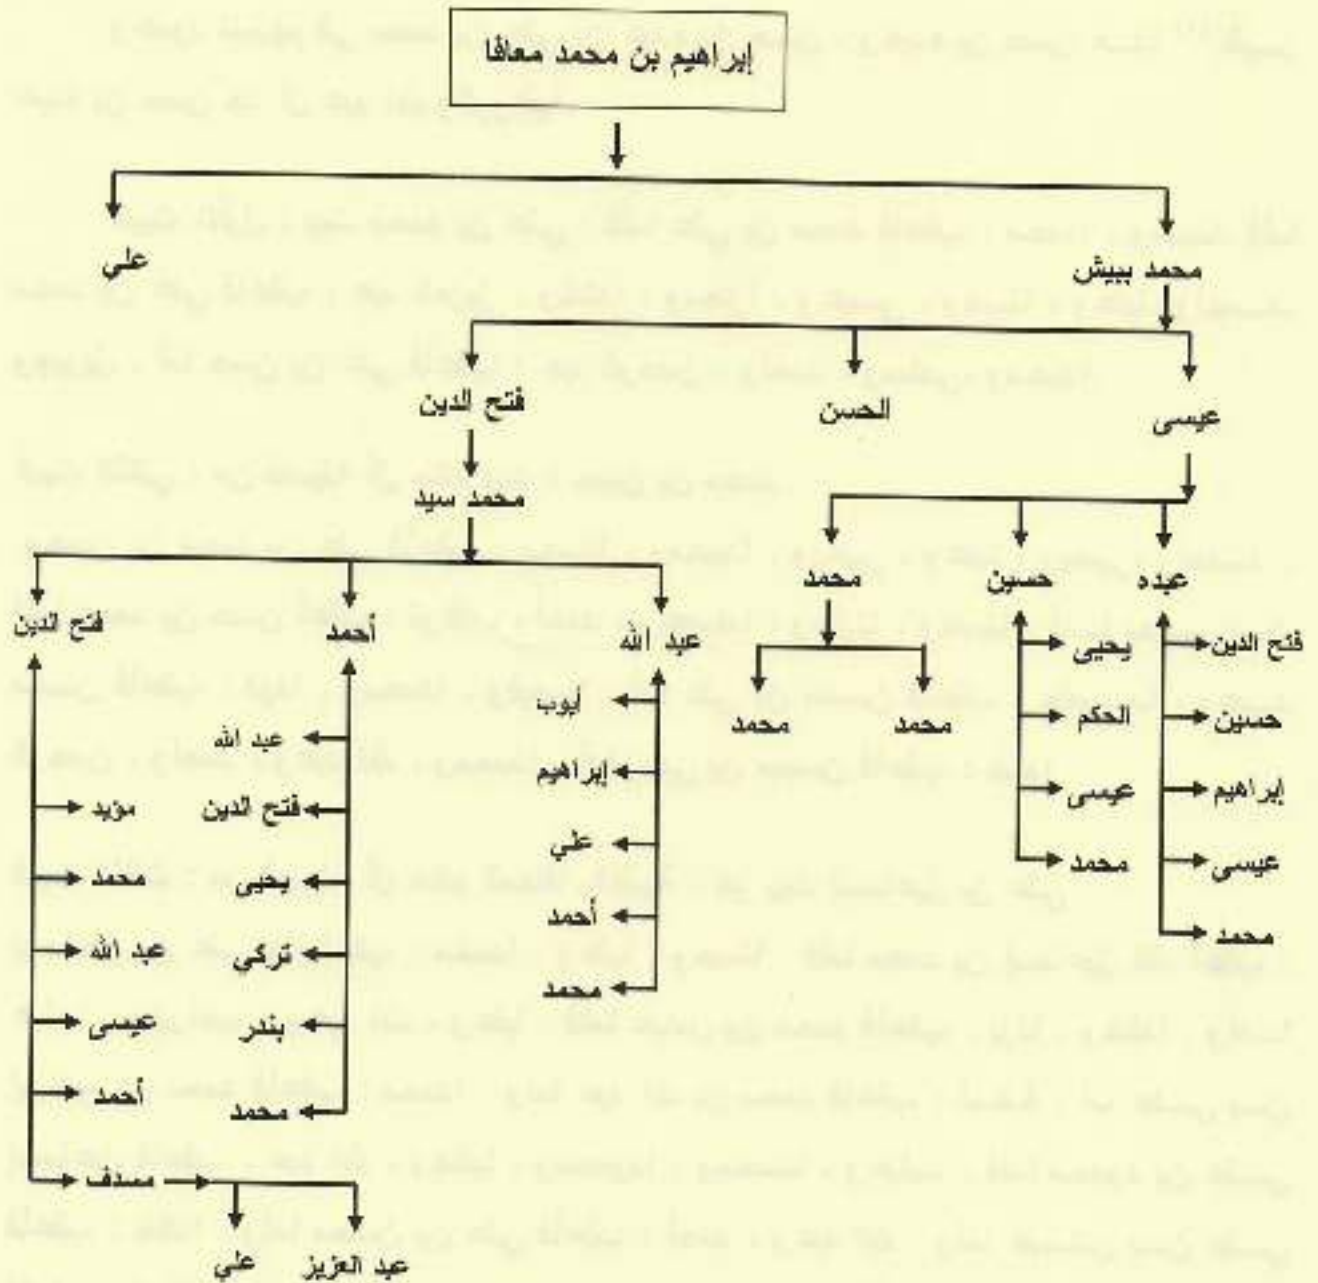 إبراهيم بن محمد معافا
محمد ببيش
علي
عيسى
الحسن
فتح الدين
محمد سيد
عبده
حسين
محمد
عبد الله
أحمد
فتح الدين
فتح الدين
حسين
إبراهيم
عيسى
محمد
يحيى
الحكم
عيسى
محمد
محمد
محمد
أيوب
إبراهيم
علي
أحمد
محمد
عبد الله
فتح الدين
يحيى
تركي
بندر
محمد
مؤيد
محمد
عبد الله
عيسى
أحمد
مسدف
عبد العزيز
علي